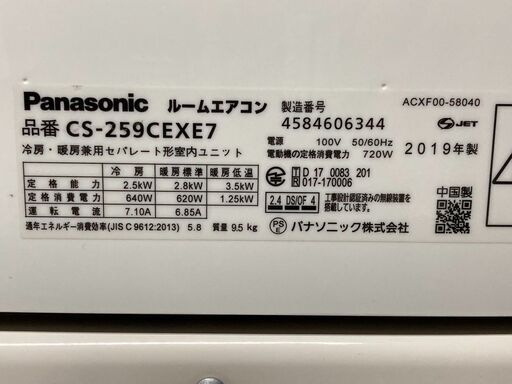 Panasonic ルームエアコン
品番 CS-259CEXE7
冷房・暖房兼用セパレート形室内ユニット
冷房 暖房標準 暖房低温
定格能力 2.5kW 2.8kW 3.5kW
定格消費電力 640W 620W 1.25kW
運転電流 7.10A 6.85A
通年エネルギー消費効率(JIS C 9612:2013) 5.8 質量 9.5 kg
製造番号
4584606344
電源 100V 50/60Hz
電動機の定格消費電力 720W
ACXF00-58040
JET
2019年製
T D 17 0083 201
R 017-170006
2.4 DS/OF 4
工事設計認証済みの無線装置を
搭載しています。
中国製
PS E パナソニック株式会社